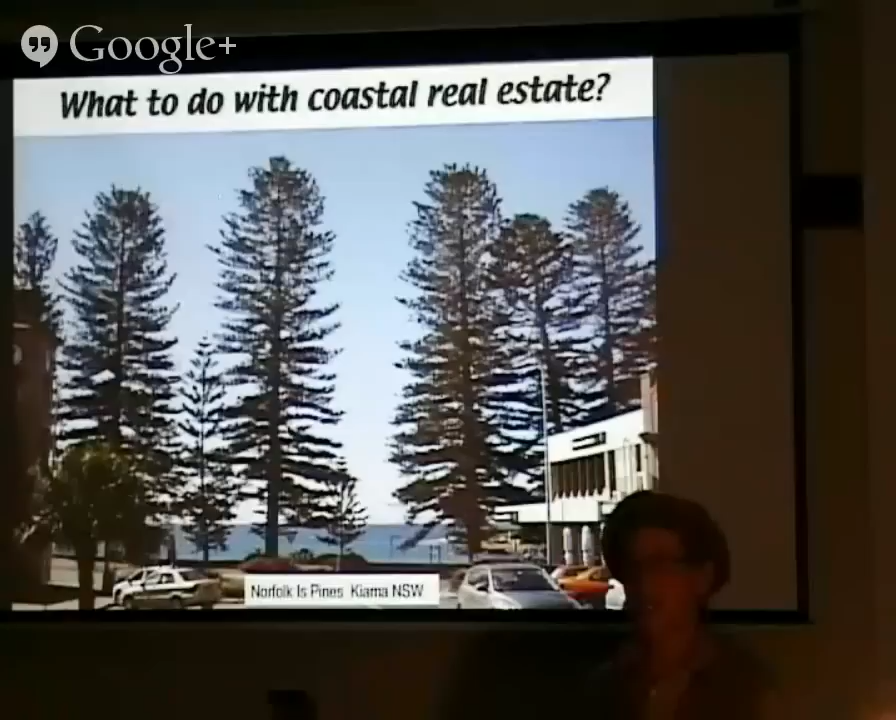 Google+
What to do with coastal real estate?
Norfolk Is Pines Kiama NSW